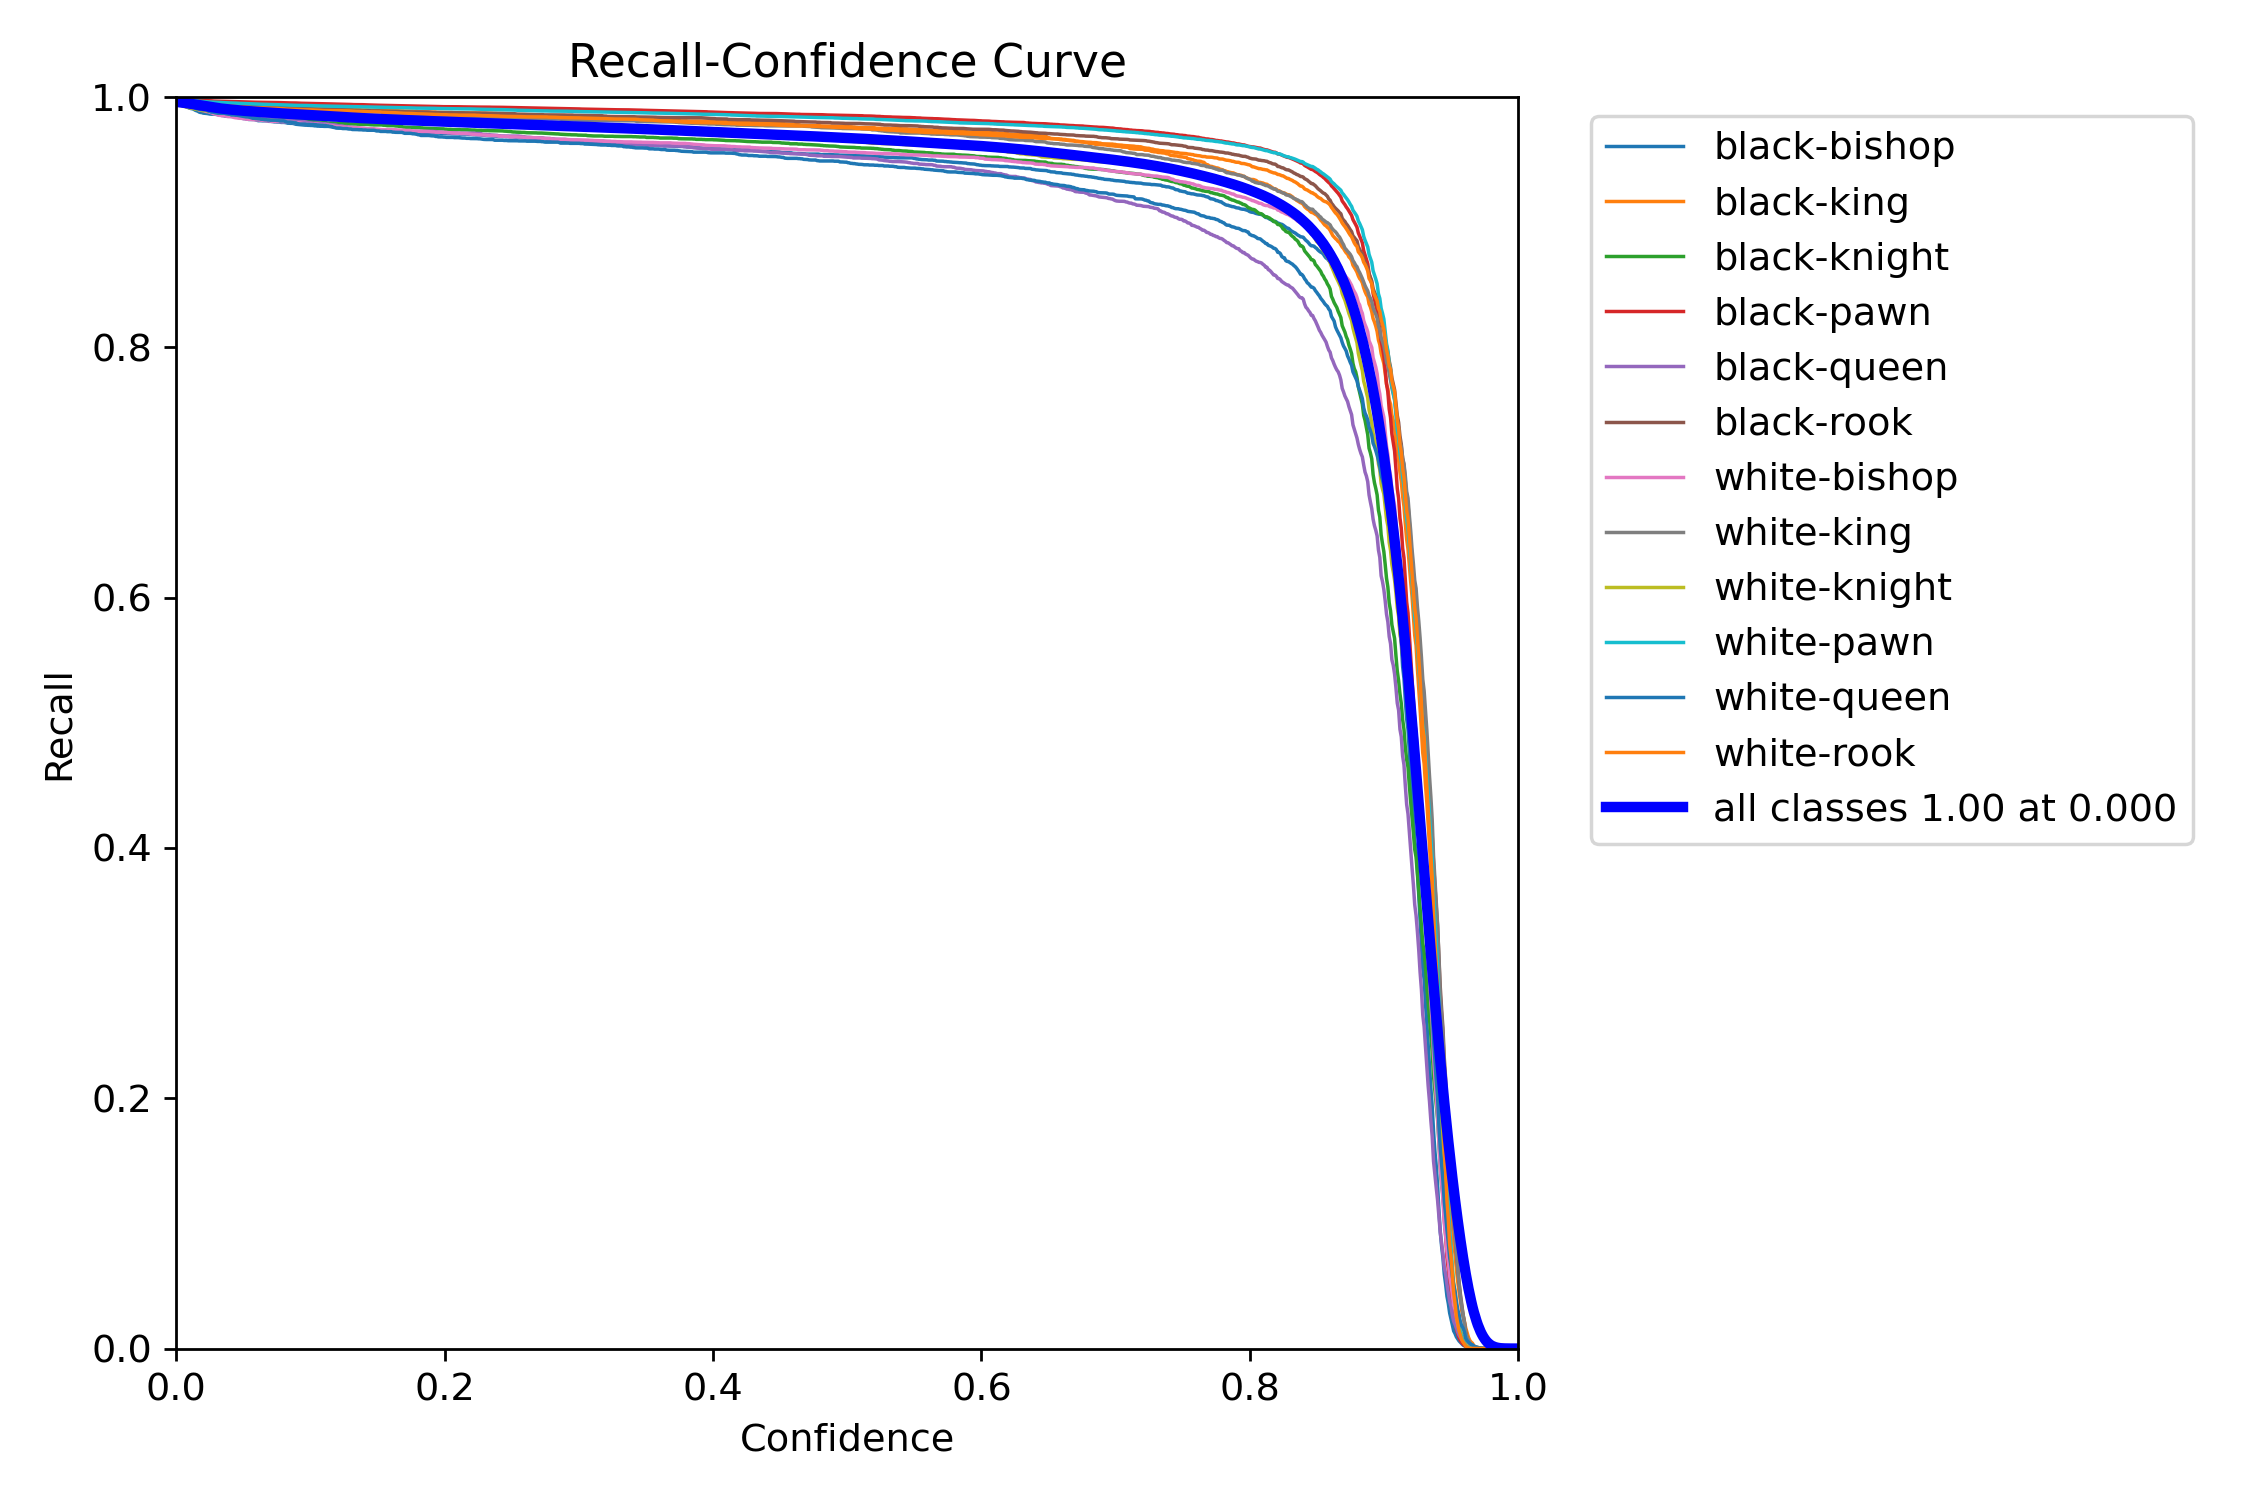 Recall-Confidence Curve
1.0
0.8
0.6
0.4
0.2
0.0
Recall
0.0 0.2 0.4 0.6 0.8 1.0
Confidence
black-bishop
black-king
black-knight
black-pawn
black-queen
black-rook
white-bishop
white-king
white-knight
white-pawn
white-queen
white-rook
all classes 1.00 at 0.000